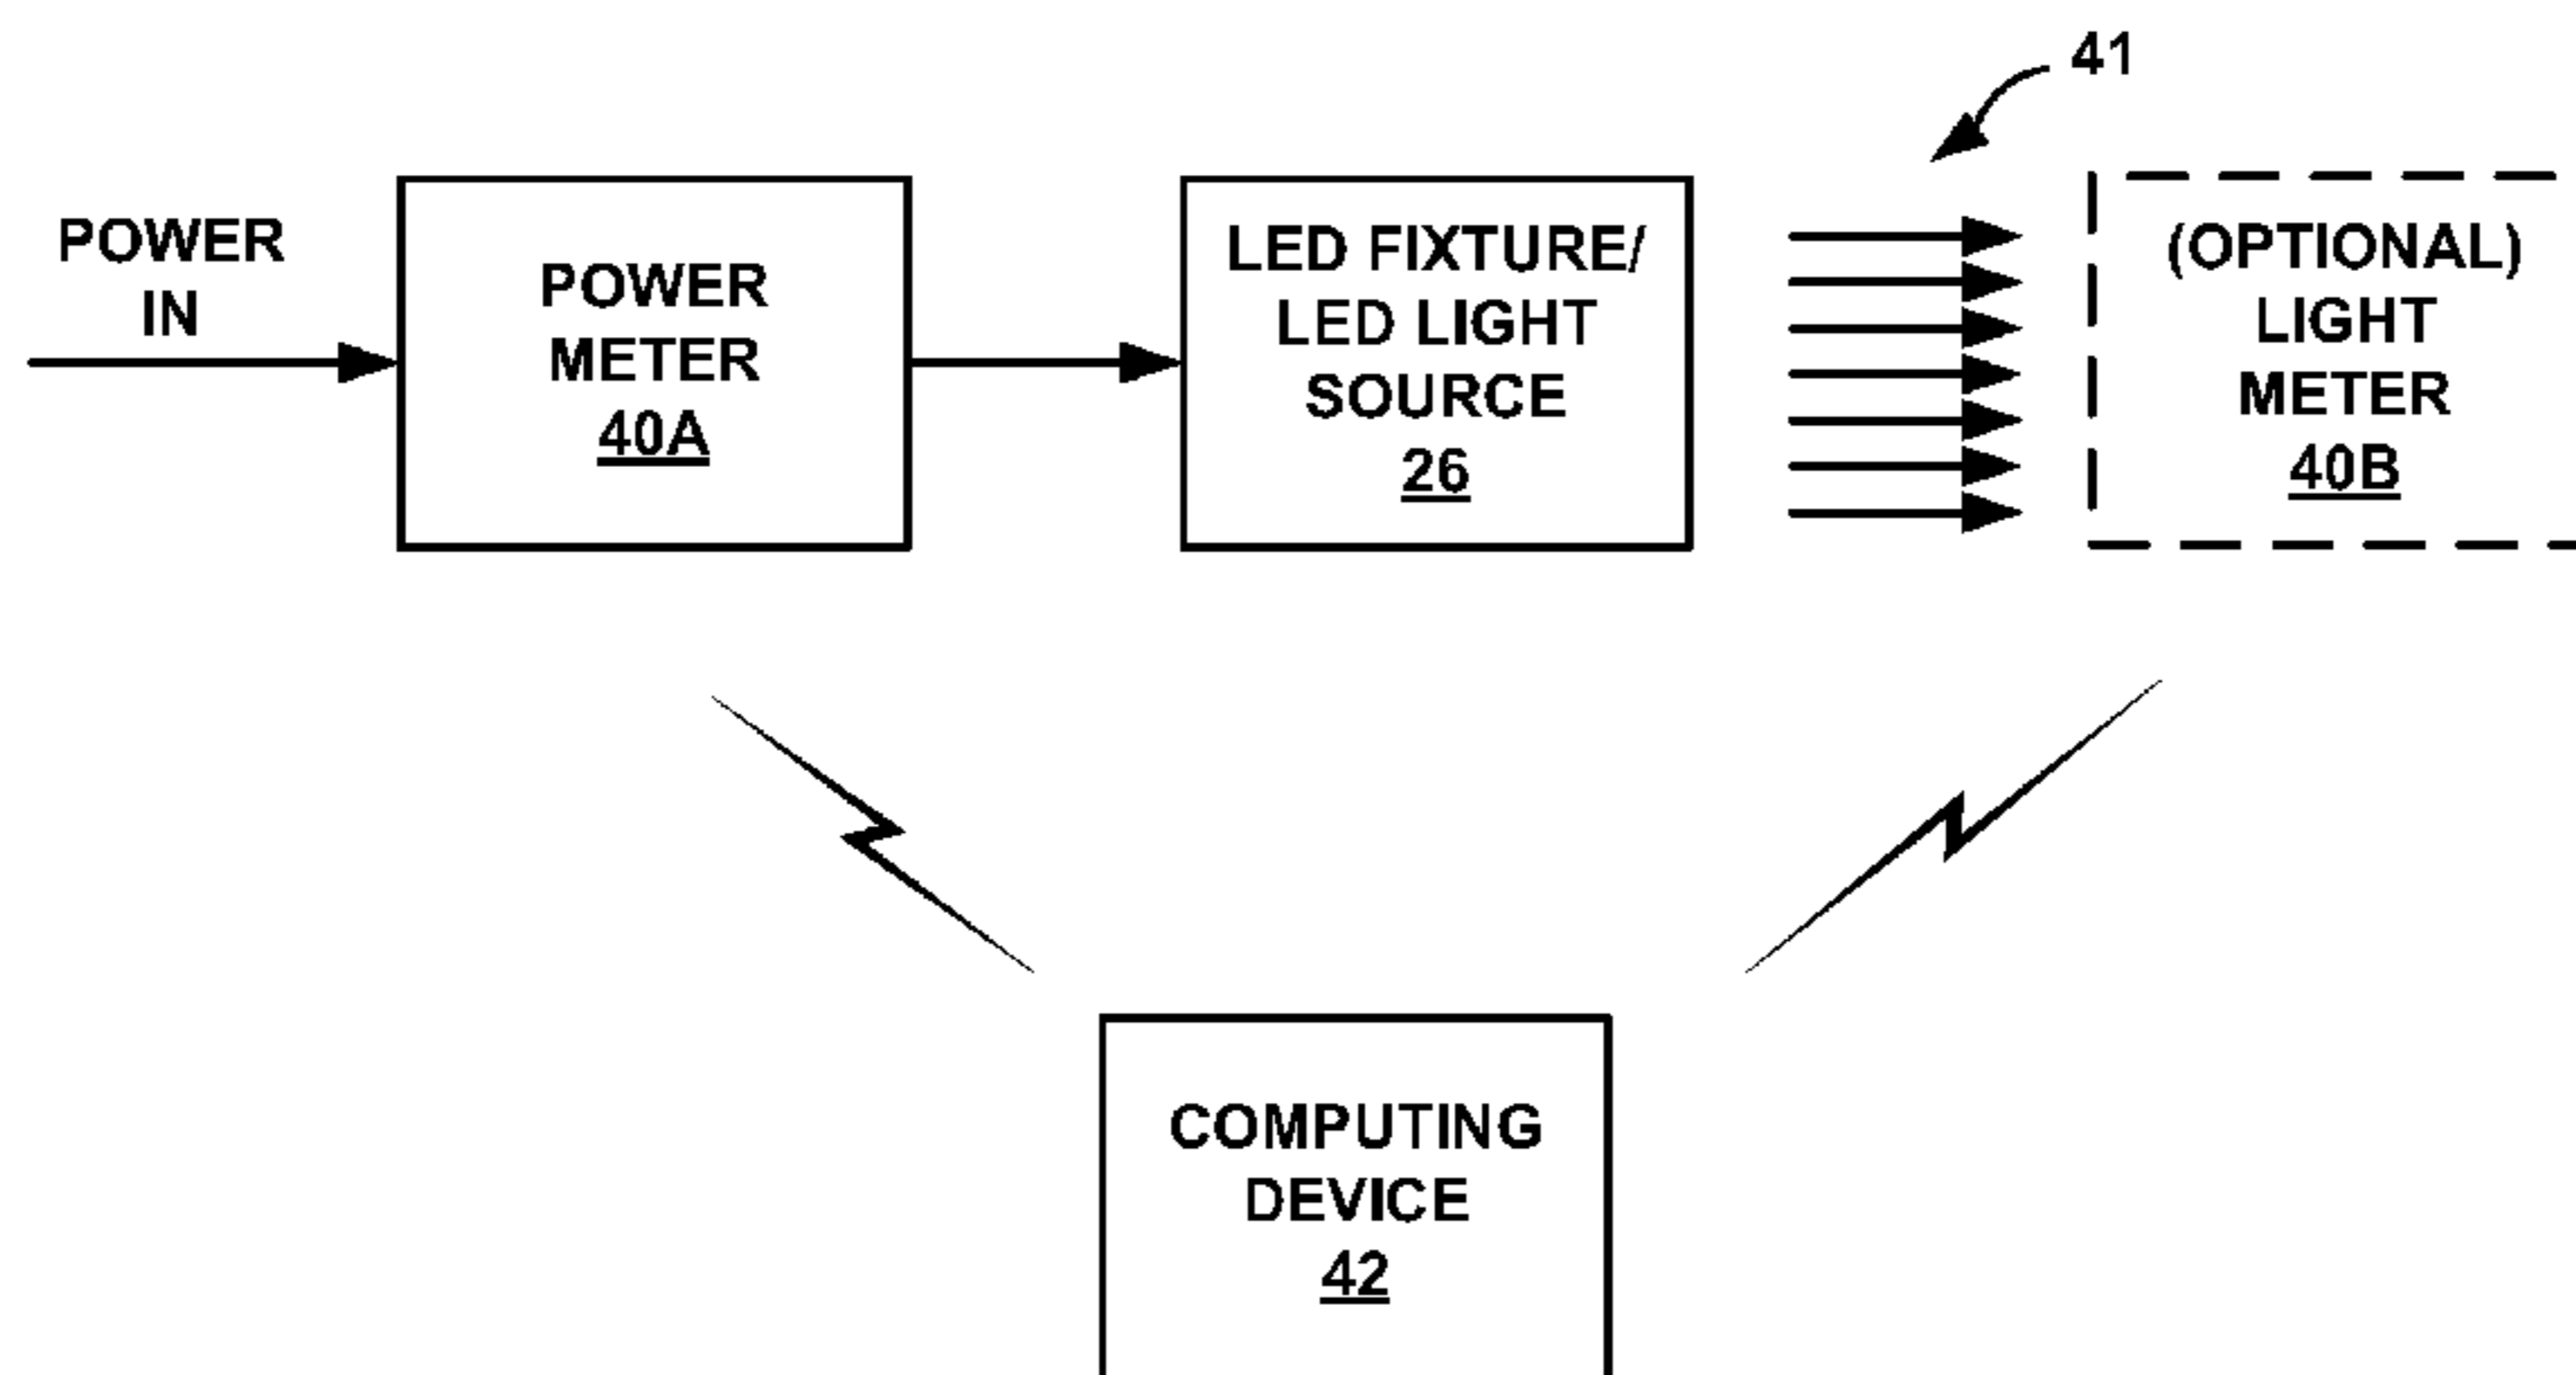 41
POWER
IN
POWER
METER
40A
LED FIXTURE/
LED LIGHT
SOURCE
26
(OPTIONAL)
LIGHT
METER
40B
COMPUTING
DEVICE
42